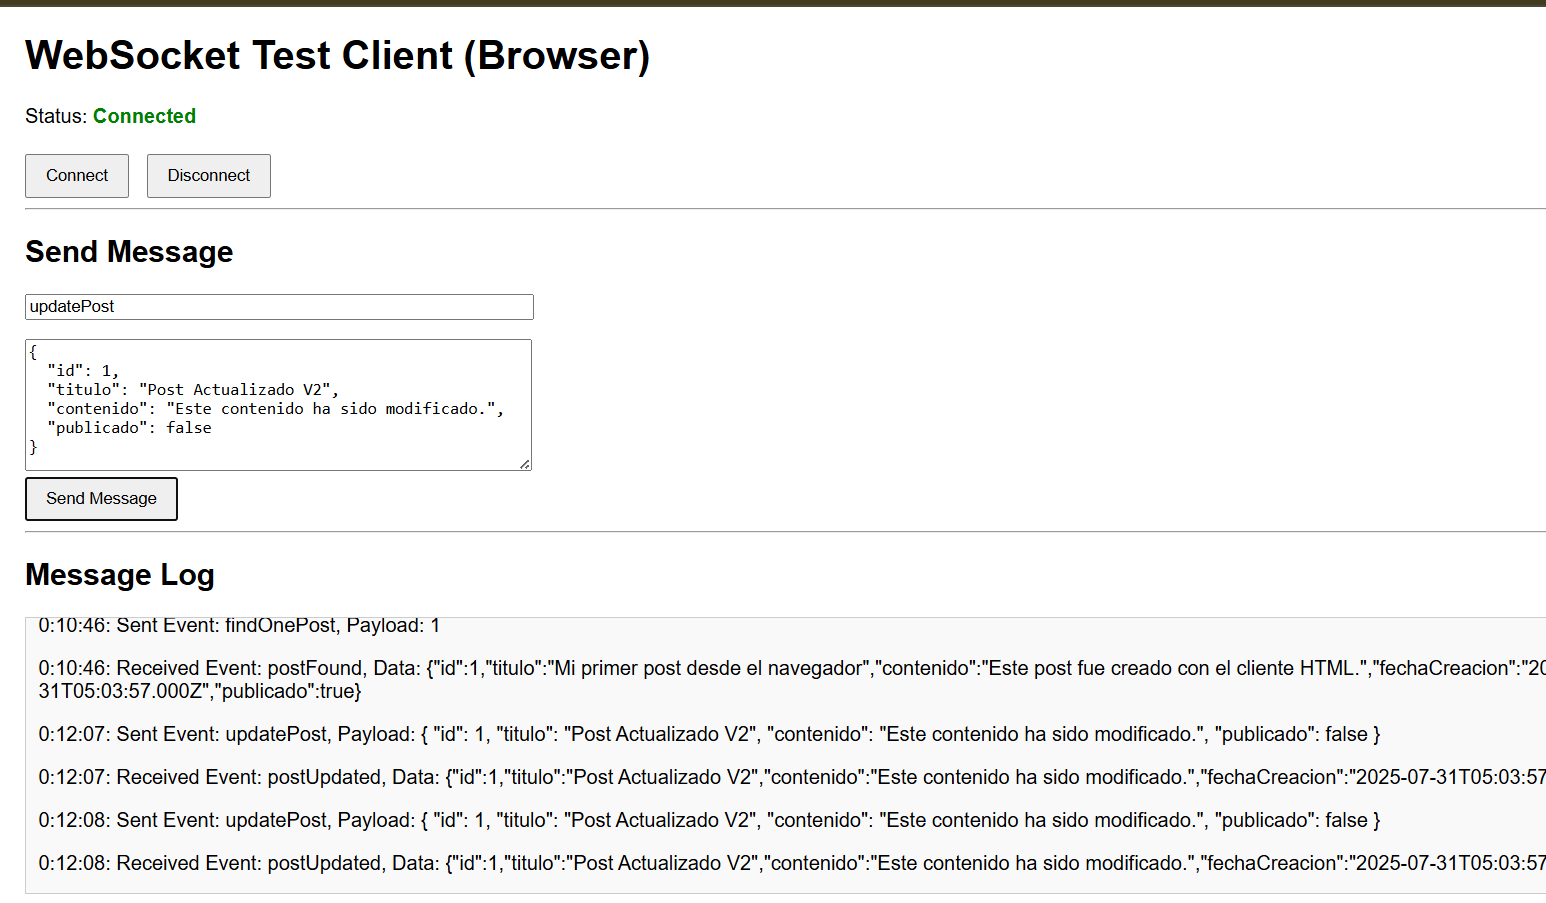 WebSocket Test Client (Browser)
Status: Connected
Connect Disconnect
Send Message
updatePost
{
  "id": 1,
  "titulo": "Post Actualizado V2",
  "contenido": "Este contenido ha sido modificado.",
  "publicado": false
}
Send Message
Message Log
0:10:46: Sent Event: findOnePost, Payload: 1
0:10:46: Received Event: postFound, Data: {"id":1,"titulo":"Mi primer post desde el navegador","contenido":"Este post fue creado con el cliente HTML.","fechaCreacion":"20
31T05:03:57.000Z","publicado":true}
0:12:07: Sent Event: updatePost, Payload: { "id": 1, "titulo": "Post Actualizado V2", "contenido": "Este contenido ha sido modificado.", "publicado": false }
0:12:07: Received Event: postUpdated, Data: {"id":1,"titulo":"Post Actualizado V2","contenido":"Este contenido ha sido modificado.","fechaCreacion":"2025-07-31T05:03:57
0:12:08: Sent Event: updatePost, Payload: { "id": 1, "titulo": "Post Actualizado V2", "contenido": "Este contenido ha sido modificado.", "publicado": false }
0:12:08: Received Event: postUpdated, Data: {"id":1,"titulo":"Post Actualizado V2","contenido":"Este contenido ha sido modificado.","fechaCreacion":"2025-07-31T05:03:57